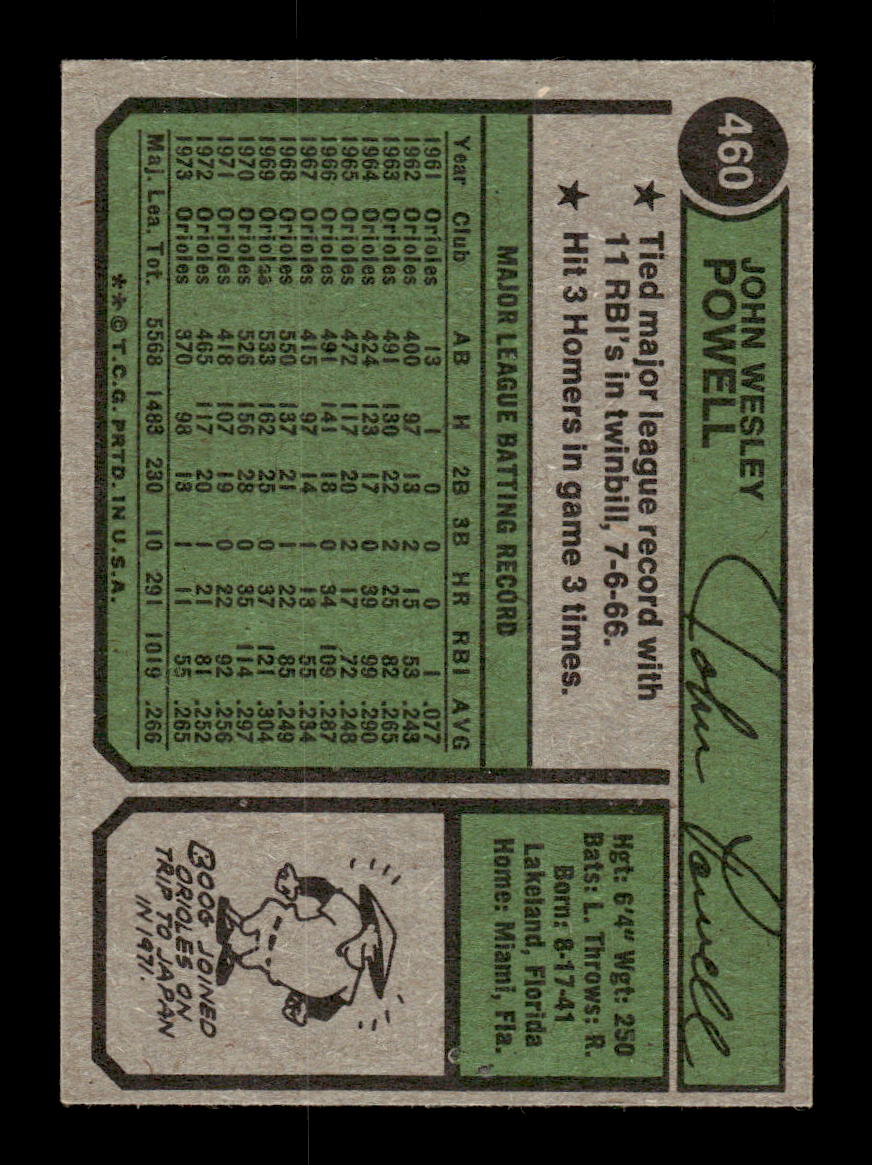 460
JOHN WESLEY
POWELL
John Powell
★ Tied major league record with
11 RBI's in twinbill, 7-6-66.
★ Hit 3 Homers in game 3 times.
MAJOR LEAGUE BATTING RECORD
Year Club AB H 2B 3B HR RBI AVG
1961 Orioles 13 1 0 0 0 1 .077
1962 Orioles 400 97 13 2 15 53 .243
1963 Orioles 491 130 22 2 25 82 .265
1964 Orioles 424 123 17 0 39 99 .290
1965 Orioles 472 117 20 2 17 72 .248
1966 Orioles 491 141 18 0 34 109 .287
1967 Orioles 415 97 14 1 13 55 .234
1968 Orioles 550 137 21 1 22 85 .249
1969 Orioles 533 162 25 0 37 121 .304
1970 Orioles 526 156 28 0 35 114 .297
1971 Orioles 418 107 19 0 22 92 .256
1972 Orioles 465 117 20 1 21 81 .252
1973 Orioles 370 98 13 1 11 55 .265
Maj. Lea. Tot. 5568 1483 230 10 291 1019 .266
**© T.C.G. PRTD. IN U.S.A.
Hgt: 6'4" Wgt: 250
Bats: L. Throws: R.
Born: 8-17-41
Lakeland, Florida
Home: Miami, Fla.
BOOG JOINED
ORIOLES ON
TRIP TO JAPAN
IN 1971.